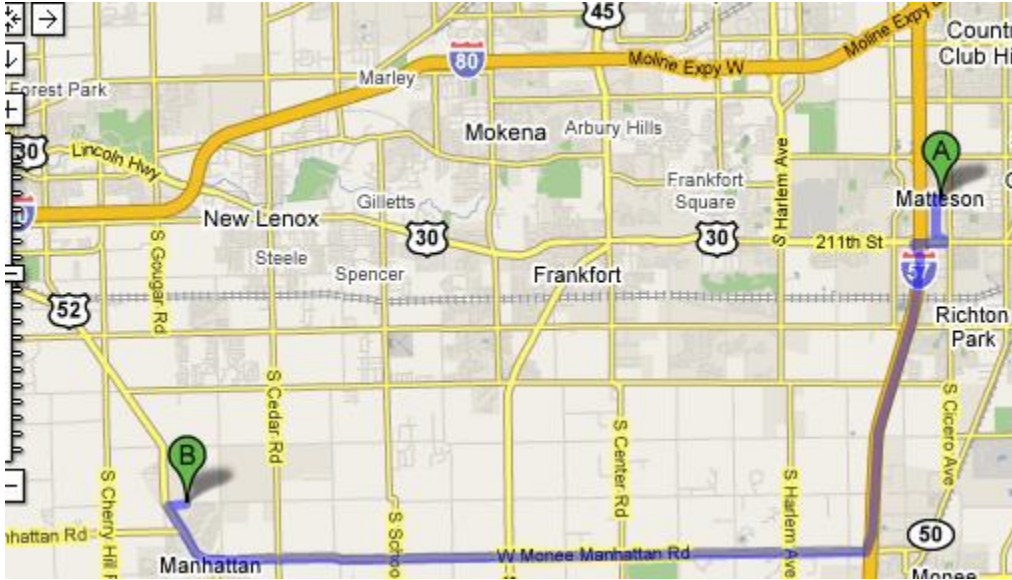 45
Moline Expy W
Moline Expy
Country
Club Hi
80
Marley
Forest Park
Mokena
Arbury Hills
30
Lincoln Hwy
Frankfort
Square
S Harlem Ave
A
Matteson
New Lenox
Gilletts
30
30
211th St
S Gougar Rd
Steele
Spencer
Frankfort
57
52
Richton
Park
S Cedar Rd
S Center Rd
S Cicero Ave
B
S Cherry Hill R
S Schoo
S Harlem Ave
50
nhattan Rd
Manhattan
W Monee Manhattan Rd
Monee